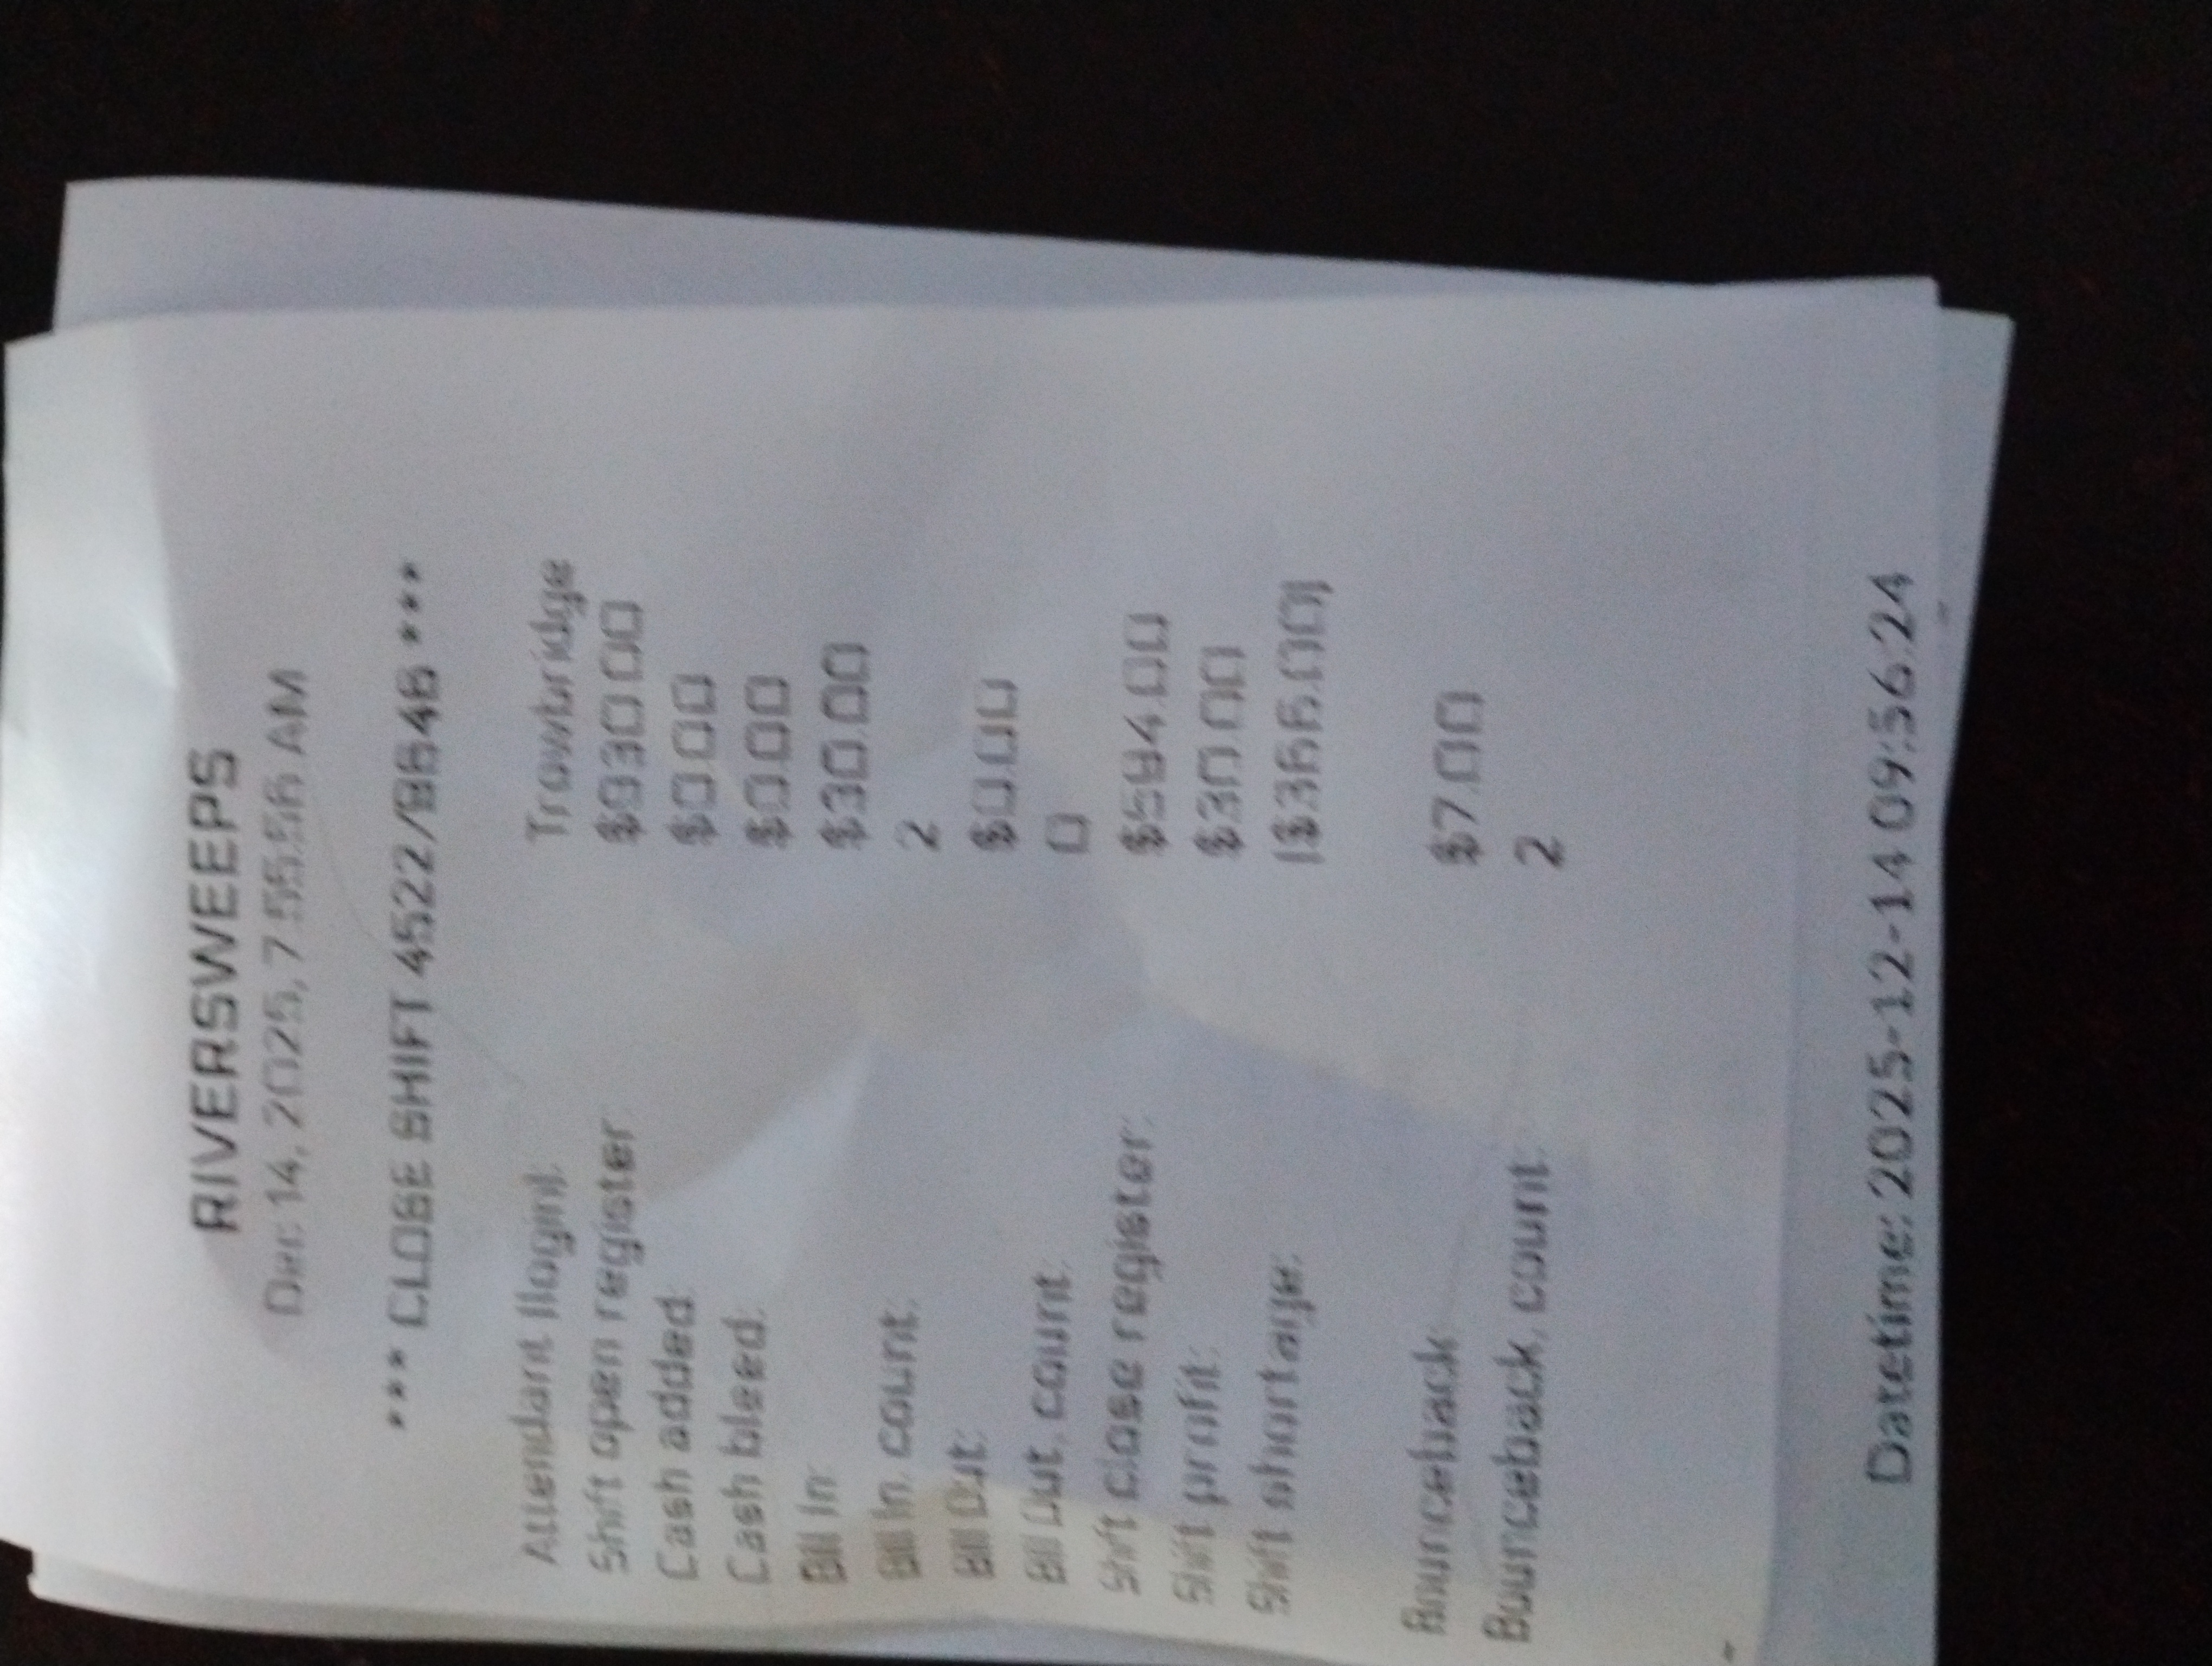 RIVERSWEEPS
Dec 14, 2025, 7:55:56 AM
*** CLOSE SHIFT 4522/8646 ***
Attendant (login): Trowbridge
Shift open register: $930.00
Cash added: $0.00
Cash bleed: $0.00
Bill In: $30.00
Bill In, count: 2
Bill Out: $0.00
Bill Out, count: 0
Shift close register: $594.00
Shift profit: $30.00
Shift shortage: ($366.00)
Bounceback $7.00
Bounceback, count: 2
Datetime: 2025-12-14 09:56:24